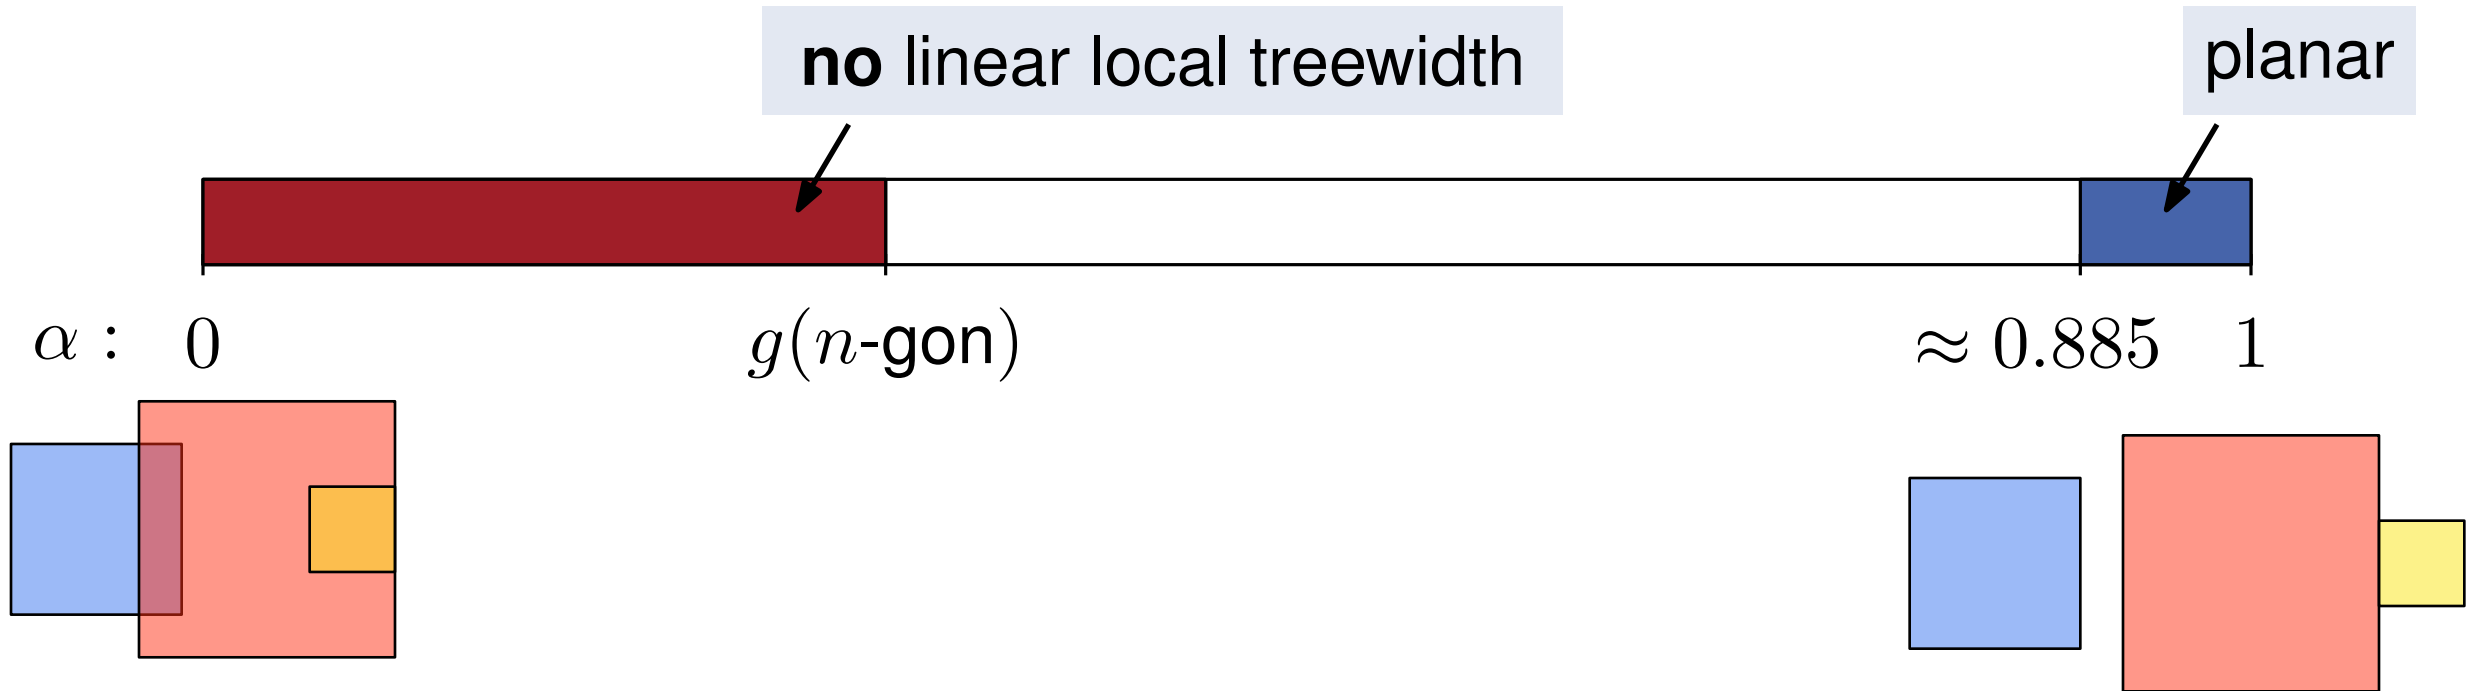 no linear local treewidth
planar
α : 0 g(n-gon) ≈ 0.885 1